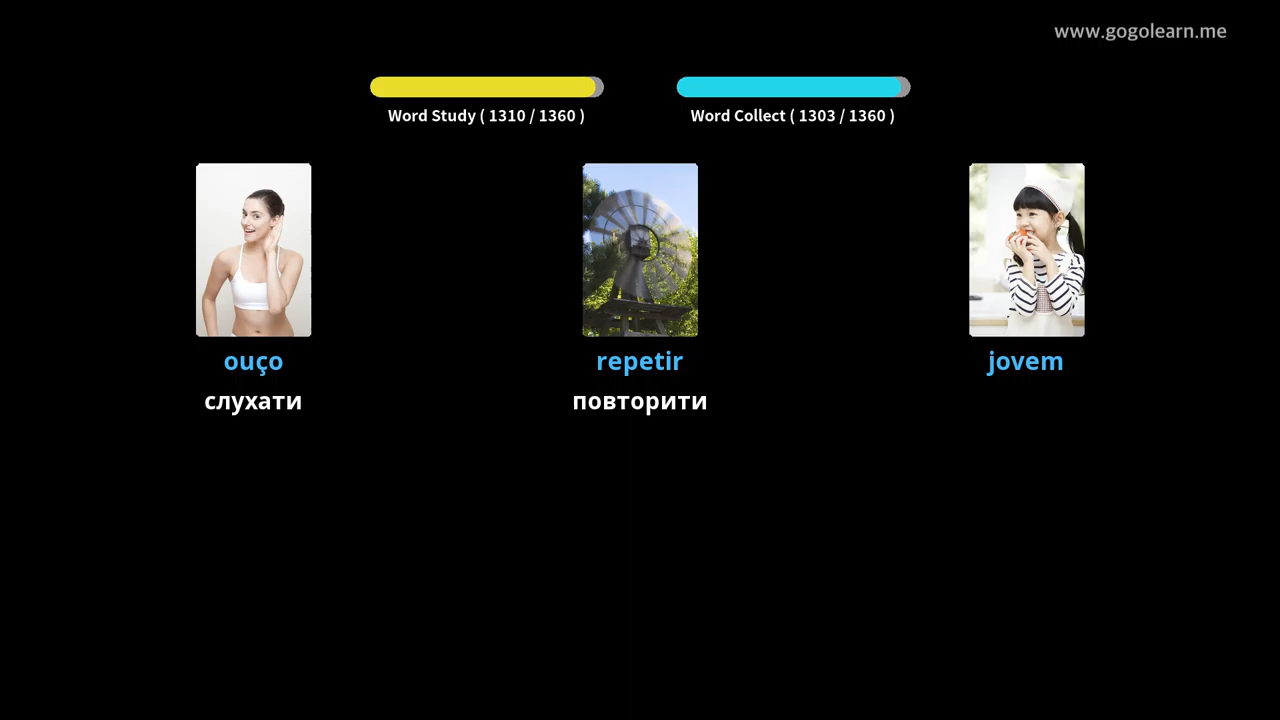 www.gogolearn.me
Word Study ( 1310 / 1360 )
Word Collect ( 1303 / 1360 )
ouço
repetir
jovem
слухати
повторити